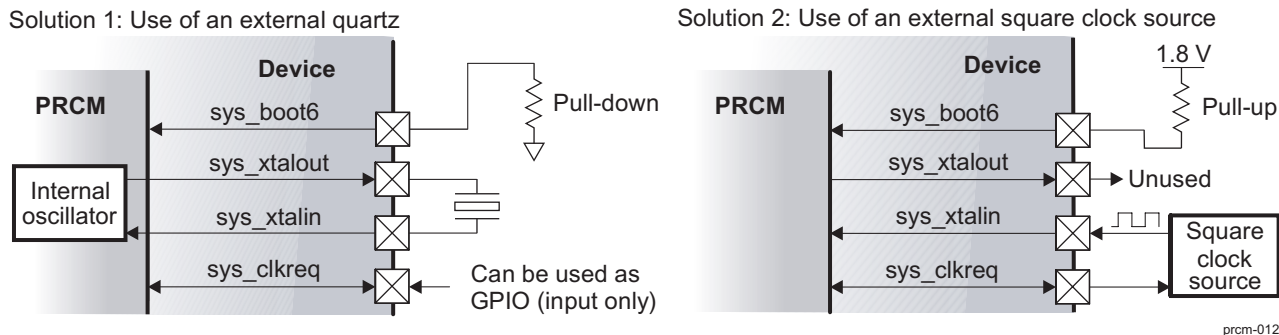 Solution 1: Use of an external quartz
Device
PRCM
sys_boot6
Pull-down
sys_xtalout
Internal
oscillator
sys_xtalin
sys_clkreq
Can be used as
GPIO (input only)
Solution 2: Use of an external square clock source
1.8 V
Device
PRCM
sys_boot6
Pull-up
sys_xtalout
Unused
sys_xtalin
Square
clock
source
sys_clkreq
prcm-012